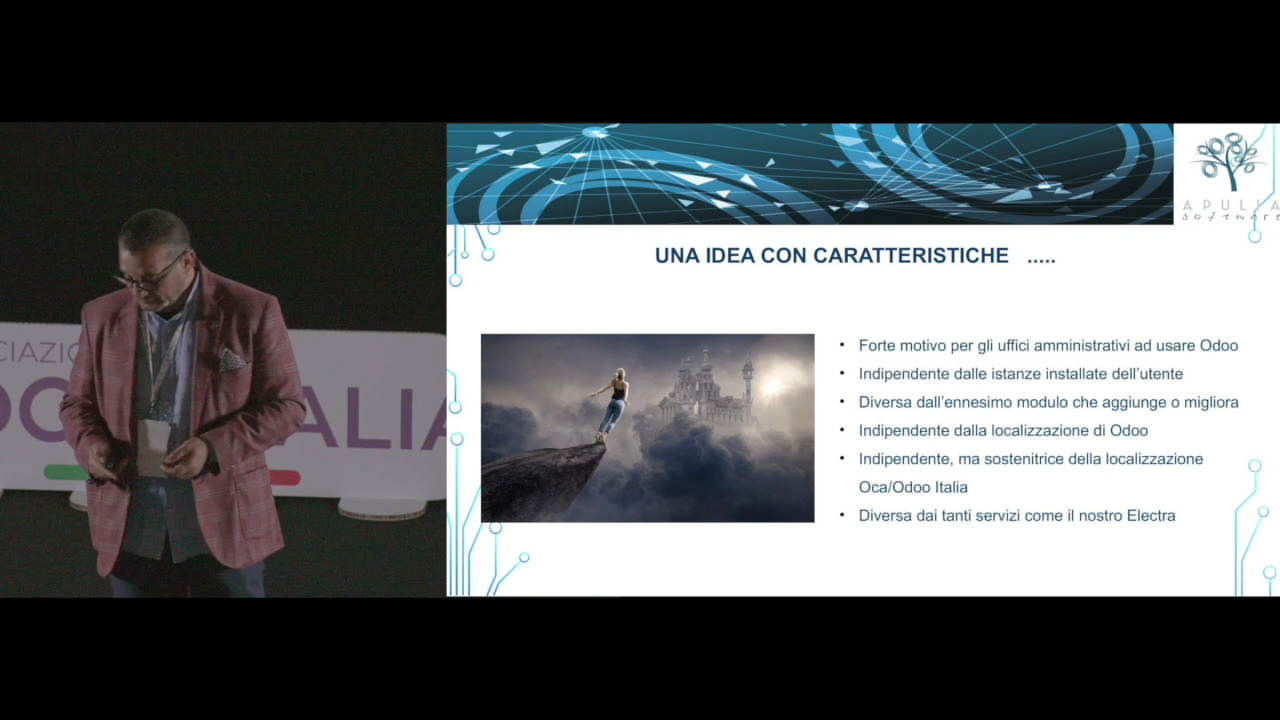 CIAZIO
ALIA
APULIA
software
UNA IDEA CON CARATTERISTICHE .....
• Forte motivo per gli uffici amministrativi ad usare Odoo
• Indipendente dalle istanze installate dell'utente
• Diversa dall'ennesimo modulo che aggiunge o migliora
• Indipendente dalla localizzazione di Odoo
• Indipendente, ma sostenitrice della localizzazione
Oca/Odoo Italia
• Diversa dai tanti servizi come il nostro Electra